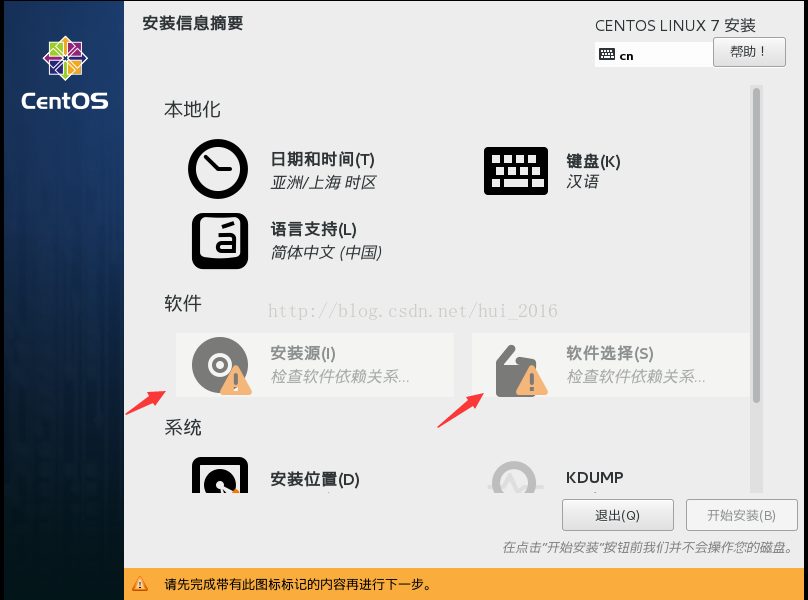 安装信息摘要
CENTOS LINUX 7 安装
cn
帮助！
CentOS
本地化
日期和时间(T)
亚洲/上海 时区
键盘(K)
汉语
语言支持(L)
简体中文 (中国)
软件
http://blog.csdn.net/hui_2016
安装源(I)
检查软件依赖关系...
软件选择(S)
检查软件依赖关系...
系统
安装位置(D)
KDUMP
退出(Q)
开始安装(B)
在点击"开始安装"按钮前我们并不会操作您的磁盘。
请先完成带有此图标标记的内容再进行下一步。